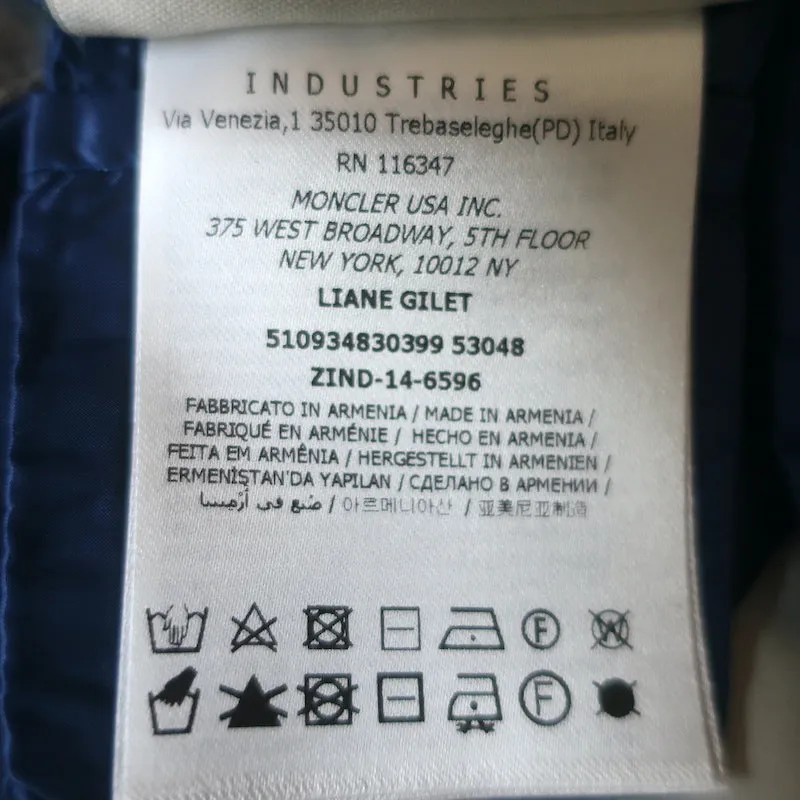 INDUSTRIES
Via Venezia,1 35010 Trebaseleghe(PD) Italy
RN 116347
MONCLER USA INC.
375 WEST BROADWAY, 5TH FLOOR
NEW YORK, 10012 NY
LIANE GILET
510934830399 53048
ZIND-14-6596
FABBRICATO IN ARMENIA / MADE IN ARMENIA /
FABRIQUÉ EN ARMÉNIE / HECHO EN ARMENIA /
FEITA EM ARMÊNIA / HERGESTELLT IN ARMENIEN /
ERMENİSTAN'DA YAPILAN / СДЕЛАНО В АРМЕНИИ /
صُنع في أرْمِينيا / 아르메니아산 / 亚美尼亚制造
F W
F